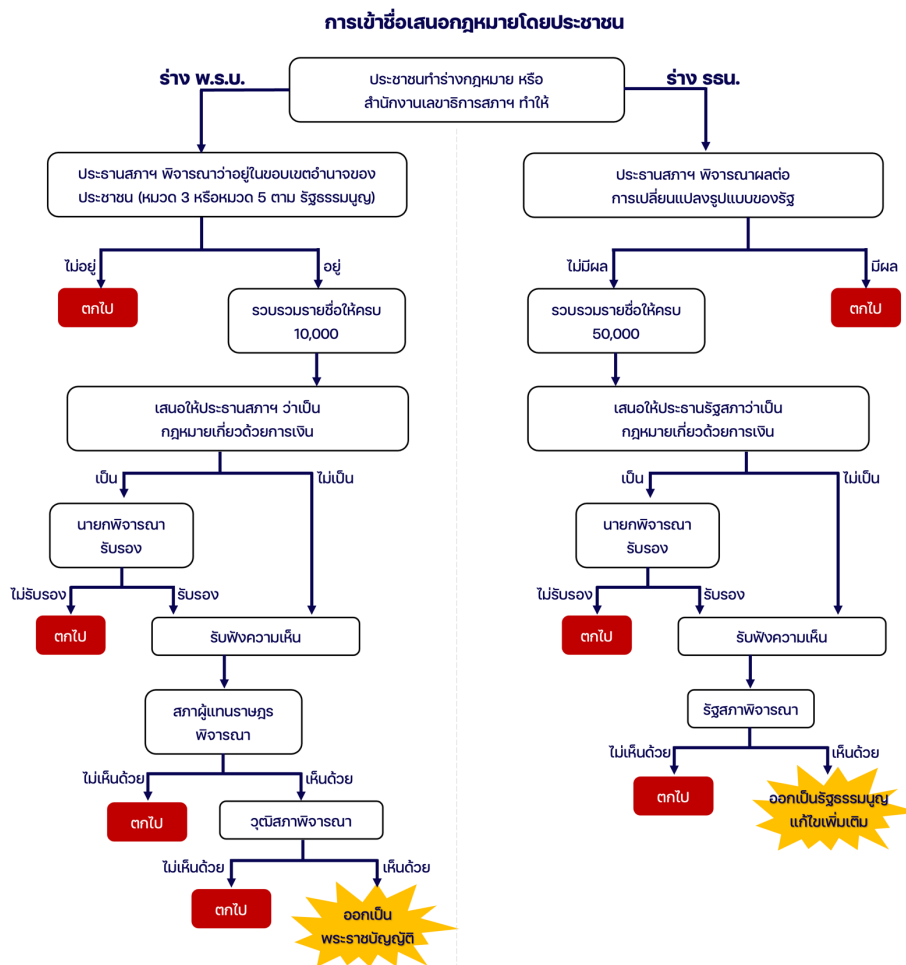 การเข้าชื่อเสนอกฎหมายโดยประชาชน
ร่าง พ.ร.บ.
ประชาชนทำร่างกฎหมาย หรือ
สำนักงานเลขาธิการสภาฯ ทำให้
ร่าง รธน.
ประธานสภาฯ พิจารณาว่าอยู่ในขอบเขตอำนาจของ
ประชาชน (หมวด 3 หรือหมวด 5 ตาม รัฐธรรมนูญ)
ไม่อยู่
อยู่
ตกไป
รวบรวมรายชื่อให้ครบ
10,000
เสนอให้ประธานสภาฯ ว่าเป็น
กฎหมายเกี่ยวด้วยการเงิน
เป็น
ไม่เป็น
นายกพิจารณา
รับรอง
ไม่รับรอง
รับรอง
ตกไป
รับฟังความเห็น
สภาผู้แทนราษฎร
พิจารณา
ไม่เห็นด้วย
เห็นด้วย
ตกไป
วุฒิสภาพิจารณา
ไม่เห็นด้วย
เห็นด้วย
ตกไป
ออกเป็น
พระราชบัญญัติ
ประธานสภาฯ พิจารณาผลต่อ
การเปลี่ยนแปลงรูปแบบของรัฐ
ไม่มีผล
มีผล
รวบรวมรายชื่อให้ครบ
50,000
ตกไป
เสนอให้ประธานรัฐสภาว่าเป็น
กฎหมายเกี่ยวด้วยการเงิน
เป็น
ไม่เป็น
นายกพิจารณา
รับรอง
ไม่รับรอง
รับรอง
ตกไป
รับฟังความเห็น
รัฐสภาพิจารณา
ไม่เห็นด้วย
เห็นด้วย
ตกไป
ออกเป็นรัฐธรรมนูญ
แก้ไขเพิ่มเติม